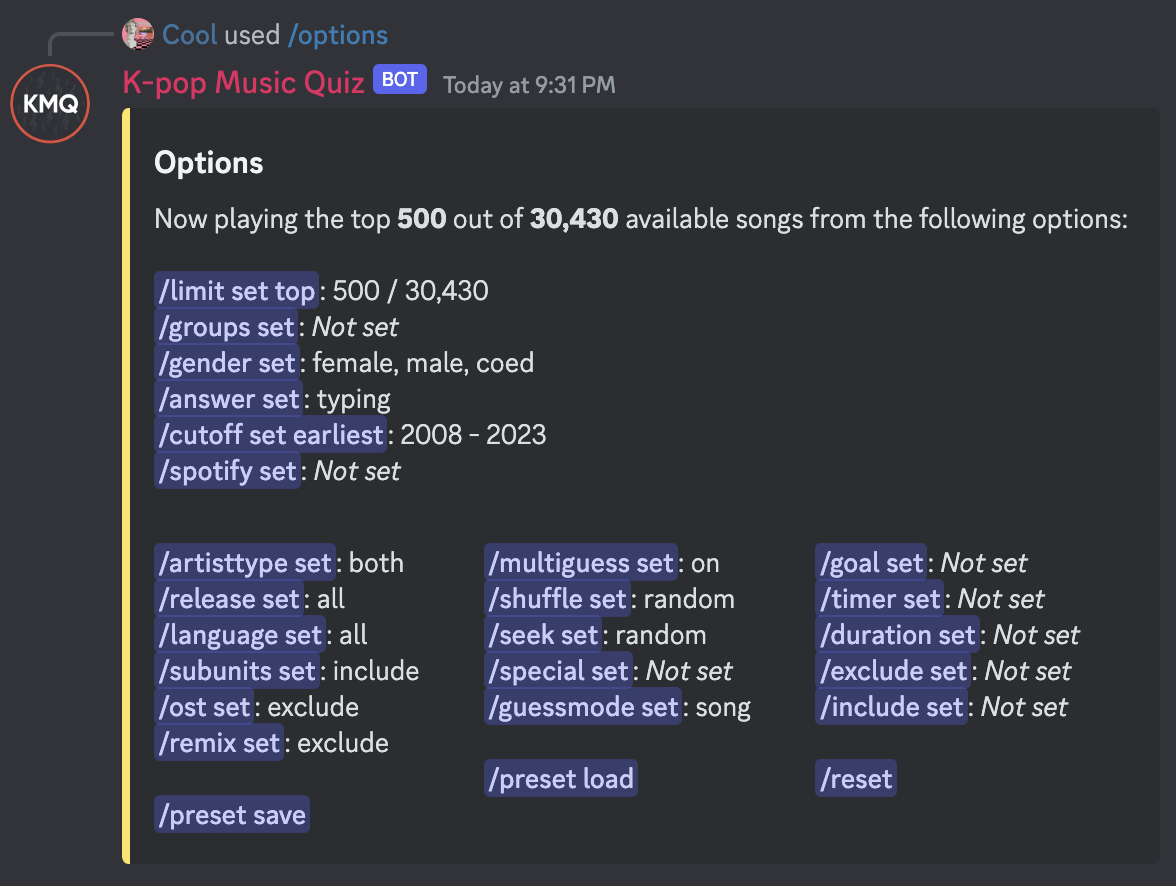 Cool used /options
KMQ
K-pop Music Quiz BOT Today at 9:31 PM
Options
Now playing the top 500 out of 30,430 available songs from the following options:
/limit set top: 500 / 30,430
/groups set: Not set
/gender set: female, male, coed
/answer set: typing
/cutoff set earliest: 2008 - 2023
/spotify set: Not set
/artisttype set: both
/release set: all
/language set: all
/subunits set: include
/ost set: exclude
/remix set: exclude
/preset save
/multiguess set: on
/shuffle set: random
/seek set: random
/special set: Not set
/guessmode set: song
/preset load
/goal set: Not set
/timer set: Not set
/duration set: Not set
/exclude set: Not set
/include set: Not set
/reset